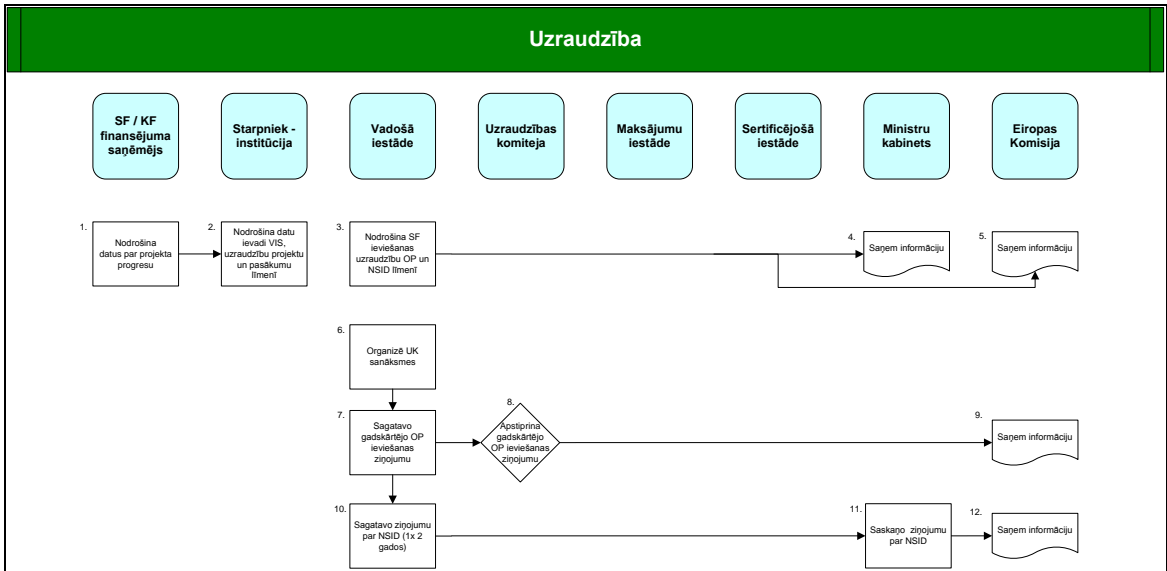 Uzraudzība
SF / KF
finansējuma
saņēmējs
Starpniek -
institūcija
Vadošā
iestāde
Uzraudzības
komiteja
Maksājumu
iestāde
Sertificējošā
iestāde
Ministru
kabinets
Eiropas
Komisija
1.
Nodrošina
datus par projekta
progresu
2.
Nodrošina datu
ievadi VIS,
uzraudzību projektu
un pasākumu
līmenī
3.
Nodrošina SF
ieviešanas
uzraudzību OP un
NSID līmenī
4.
Saņem informāciju
5.
Saņem informāciju
6.
Organizē UK
sanāksmes
7.
Sagatavo
gadskārtējo OP
ieviešanas
ziņojumu
8.
Apstiprina
gadskārtējo
OP ieviešanas
ziņojumu
9.
Saņem informāciju
10.
Sagatavo ziņojumu
par NSID (1x 2
gados)
11.
Saskaņo ziņojumu
par NSID
12.
Saņem informāciju